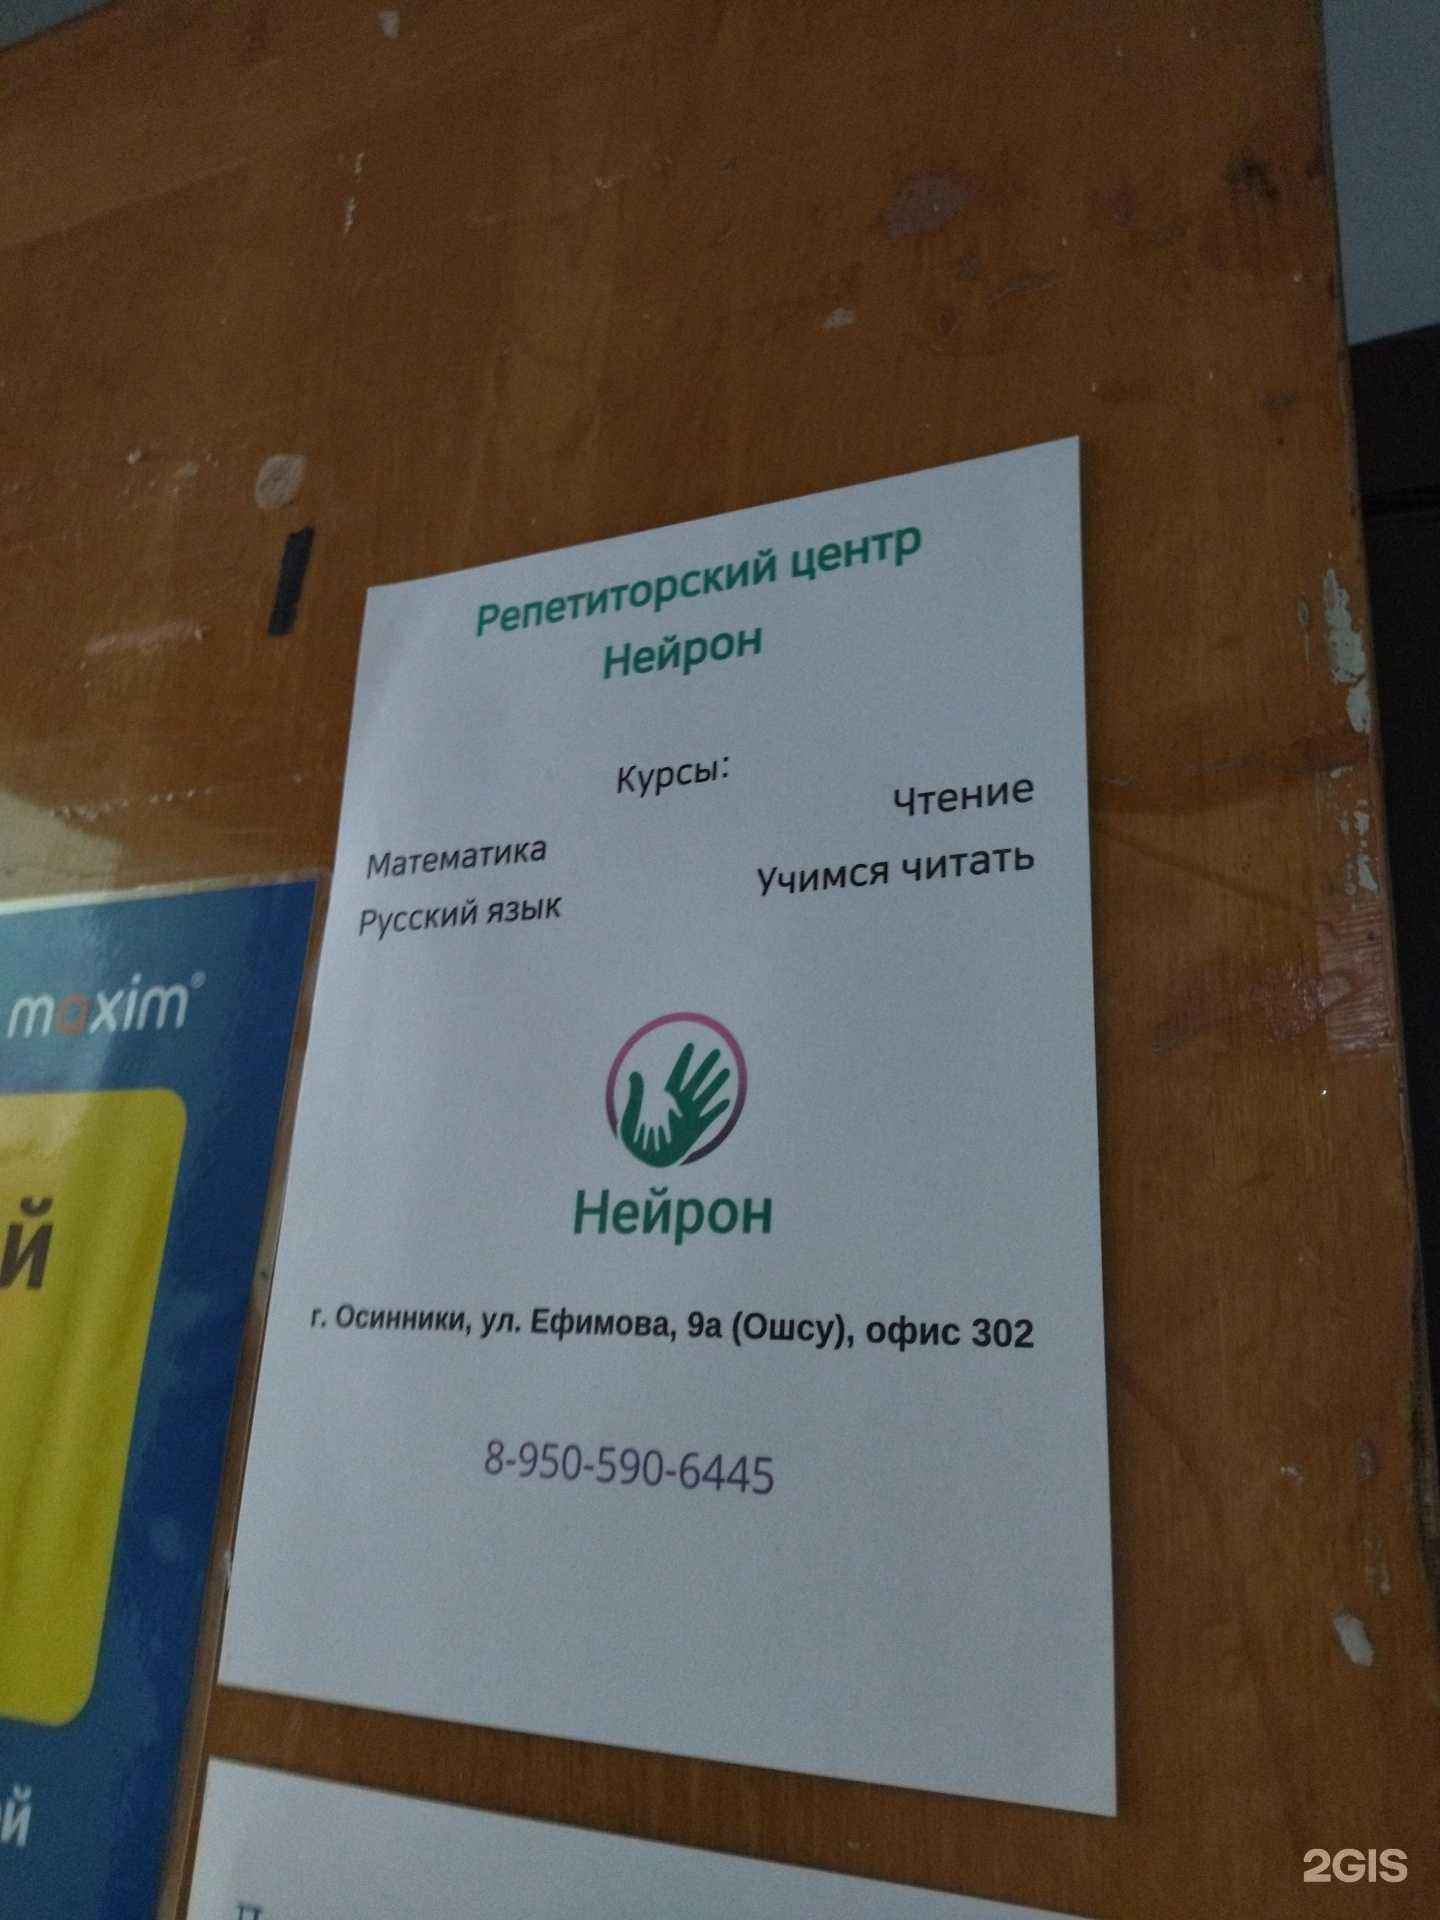 Репетиторский центр
Нейрон
Курсы:
Математика
Русский язык
Чтение
Учимся читать
Нейрон
г. Осинники, ул. Ефимова, 9а (Ошсу), офис 302
8-950-590-6445
maxim®
2GIS